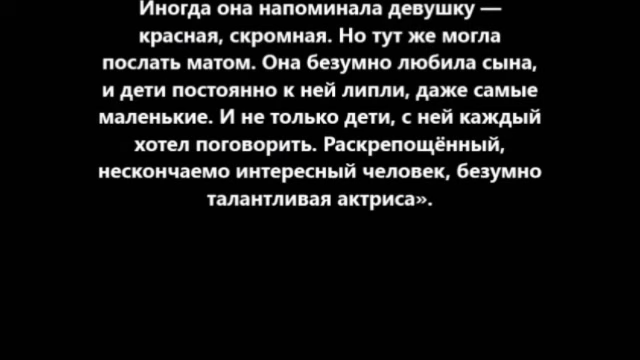 Иногда она напоминала девушку —
красная, скромная. Но тут же могла
послать матом. Она безумно любила сына,
и дети постоянно к ней липли, даже самые
маленькие. И не только дети, с ней каждый
хотел поговорить. Раскрепощённый,
нескончаемо интересный человек, безумно
талантливая актриса».